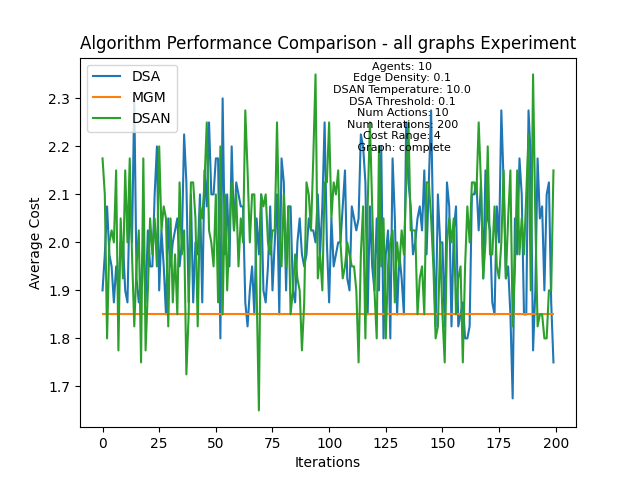 Algorithm Performance Comparison - all graphs Experiment
DSA
MGM
DSAN
Agents: 10
Edge Density: 0.1
DSAN Temperature: 10.0
DSA Threshold: 0.1
Num Actions: 10
Num Iterations: 200
Cost Range: 4
Graph: complete
Average Cost
2.3
2.2
2.1
2.0
1.9
1.8
1.7
0 25 50 75 100 125 150 175 200
Iterations